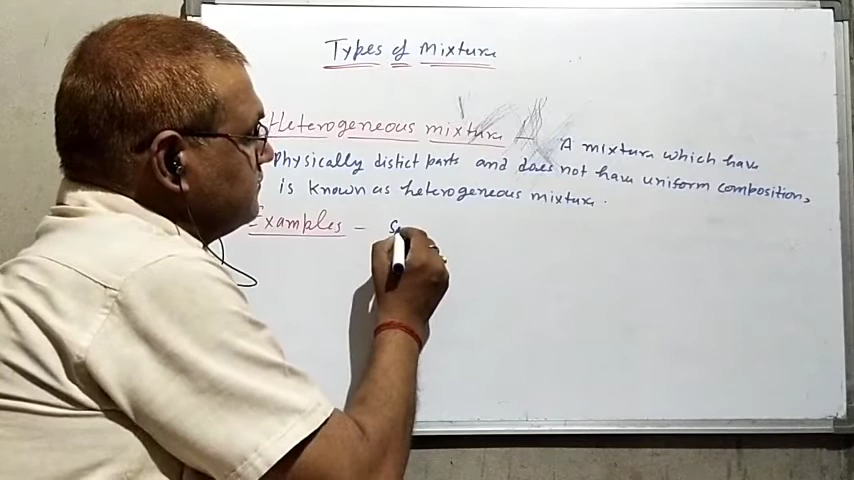 Types of Mixture
Heterogeneous mixture - A mixture which have
Physically distict parts and does not have uniform composition,
is known as heterogeneous mixture.
Examples -